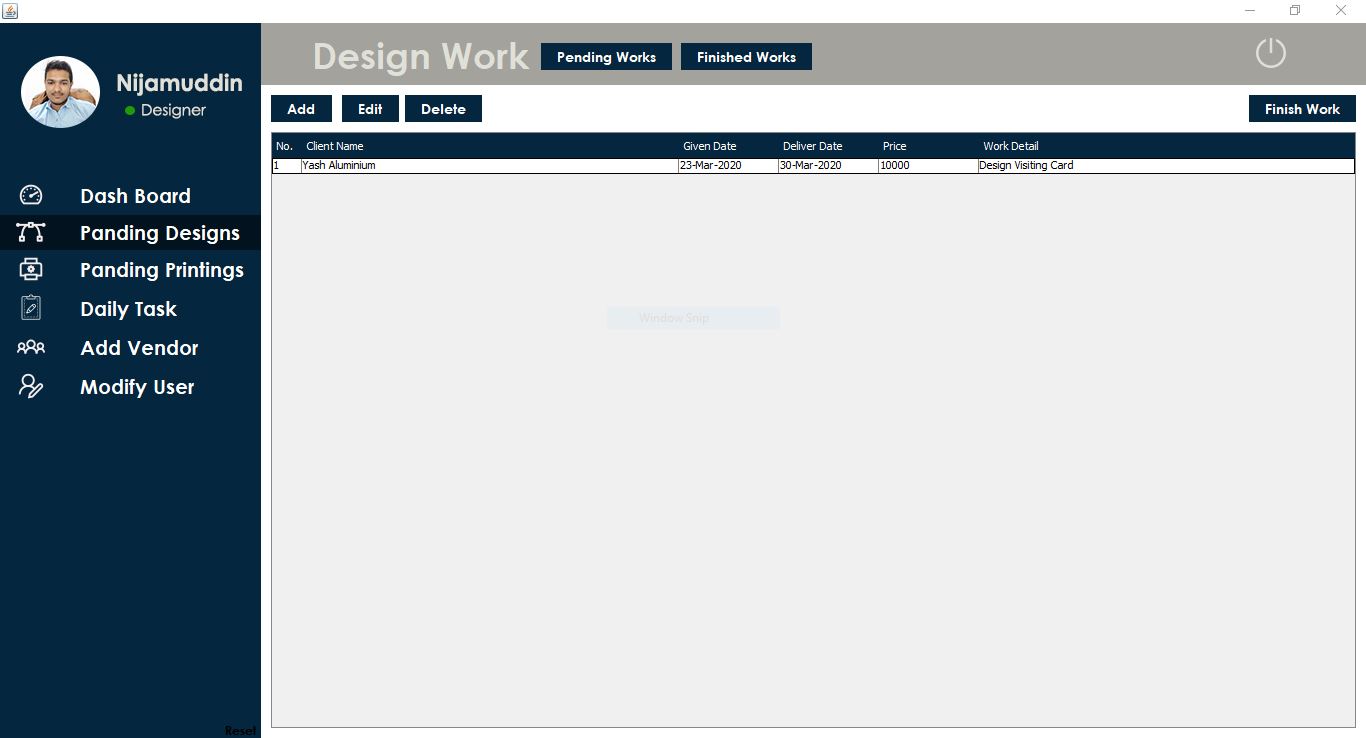 Nijamuddin
Designer
Dash Board
Panding Designs
Panding Printings
Daily Task
Add Vendor
Modify User
Reset
Design Work Pending Works Finished Works
Add Edit Delete Finish Work
No. Client Name Given Date Deliver Date Price Work Detail
1 Yash Aluminium 23-Mar-2020 30-Mar-2020 10000 Design Visiting Card
Window Snip